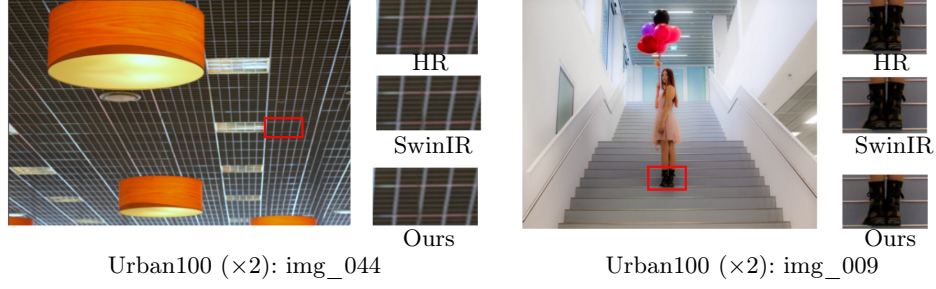 HR
SwinIR
Ours
Urban100 (×2): img_044
HR
SwinIR
Ours
Urban100 (×2): img_009